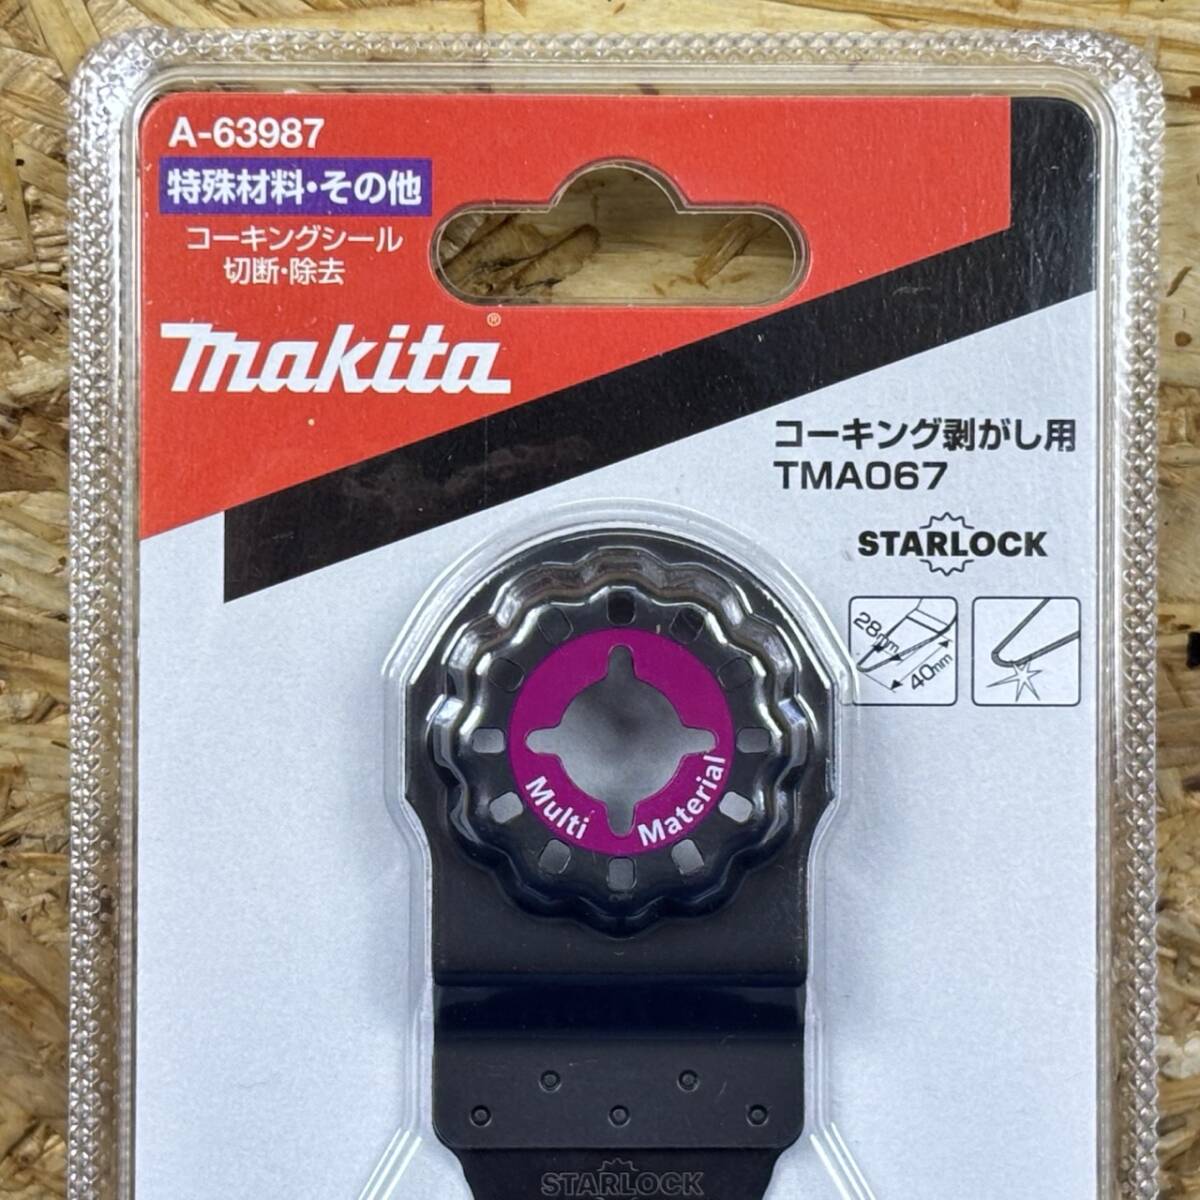 A-63987
特殊材料・その他
コーキングシール
切断・除去
makita®
コーキング剥がし用
TMA067
STARLOCK
28mm
40mm
Multi Material
STARLOCK